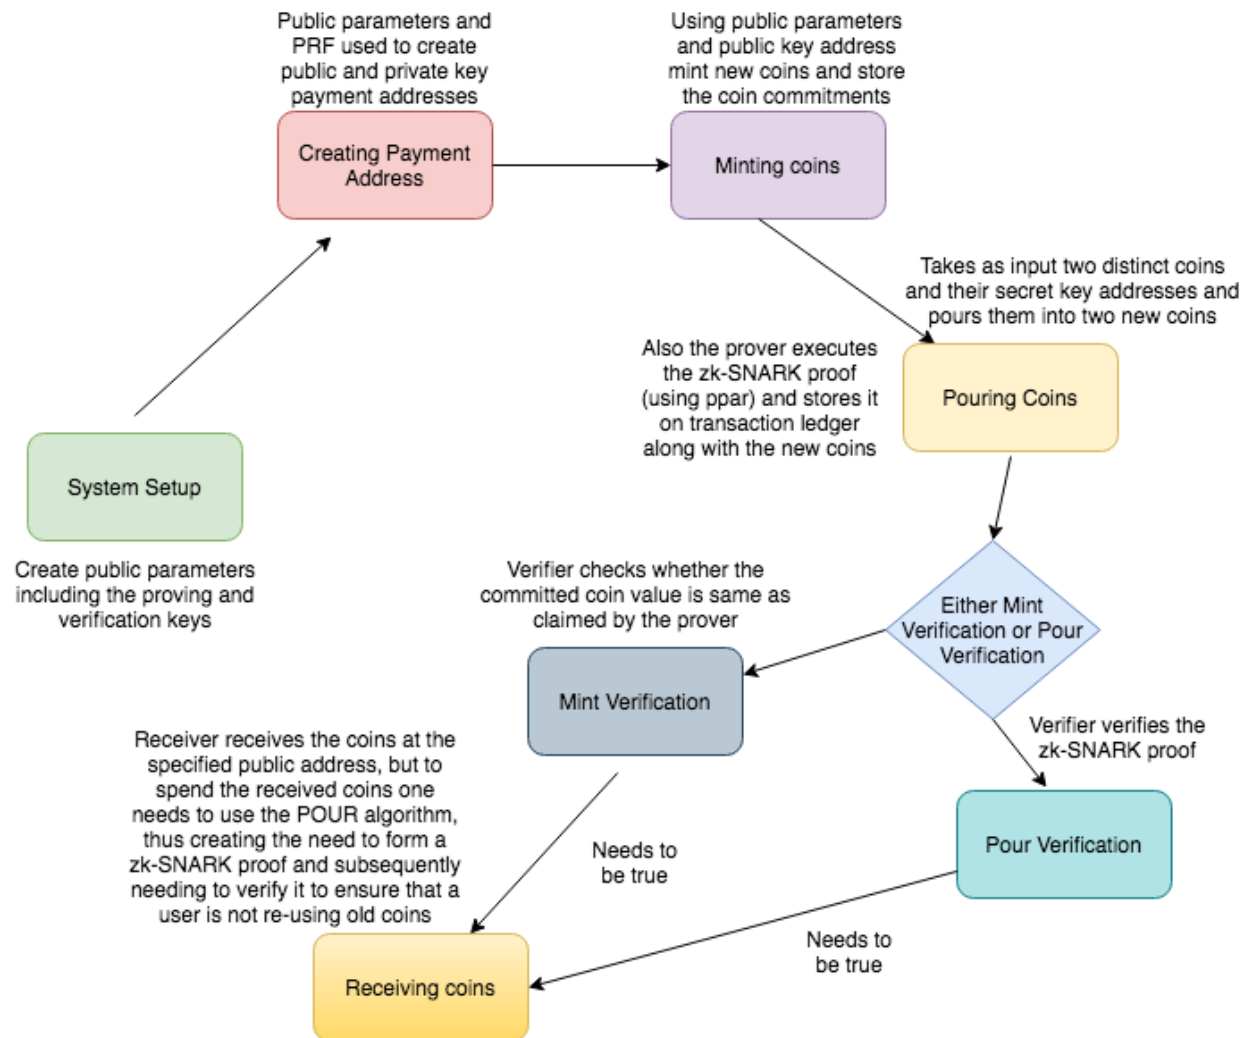 Public parameters and
PRF used to create
public and private key
payment addresses
Creating Payment
Address
Using public parameters
and public key address
mint new coins and store
the coin commitments
Minting coins
Takes as input two distinct coins
and their secret key addresses and
pours them into two new coins
Also the prover executes
the zk-SNARK proof
(using ppar) and stores it
on transaction ledger
along with the new coins
Pouring Coins
System Setup
Create public parameters
including the proving and
verification keys
Verifier checks whether the
committed coin value is same as
claimed by the prover
Either Mint
Verification or Pour
Verification
Mint Verification
Verifier verifies the
zk-SNARK proof
Receiver receives the coins at the
specified public address, but to
spend the received coins one
needs to use the POUR algorithm,
thus creating the need to form a
zk-SNARK proof and subsequently
needing to verify it to ensure that a
user is not re-using old coins
Needs to
be true
Pour Verification
Needs to
be true
Receiving coins